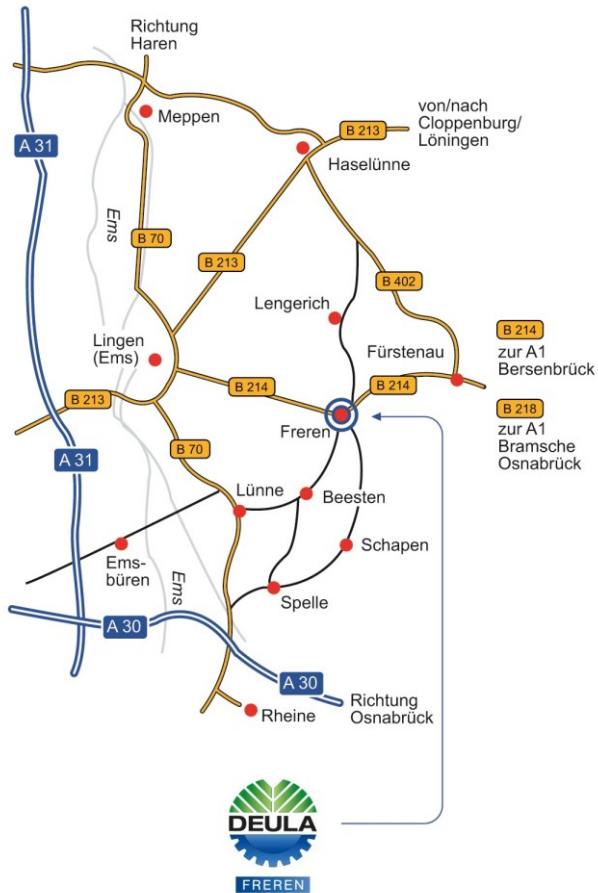 Richtung
Haren
Meppen
von/nach
Cloppenburg/
Löningen
B 213
A 31
Haselünne
Ems
B 70
B 213
B 402
Lengerich
B 214
zur A1
Bersenbrück
Lingen
(Ems)
Fürstenau
B 214
B 214
B 213
B 218
zur A1
Bramsche
Osnabrück
Freren
B 70
A 31
Lünne
Beesten
Schapen
Ems-
büren
Ems
Spelle
A 30
A 30
Richtung
Osnabrück
Rheine
DEULA
FREREN